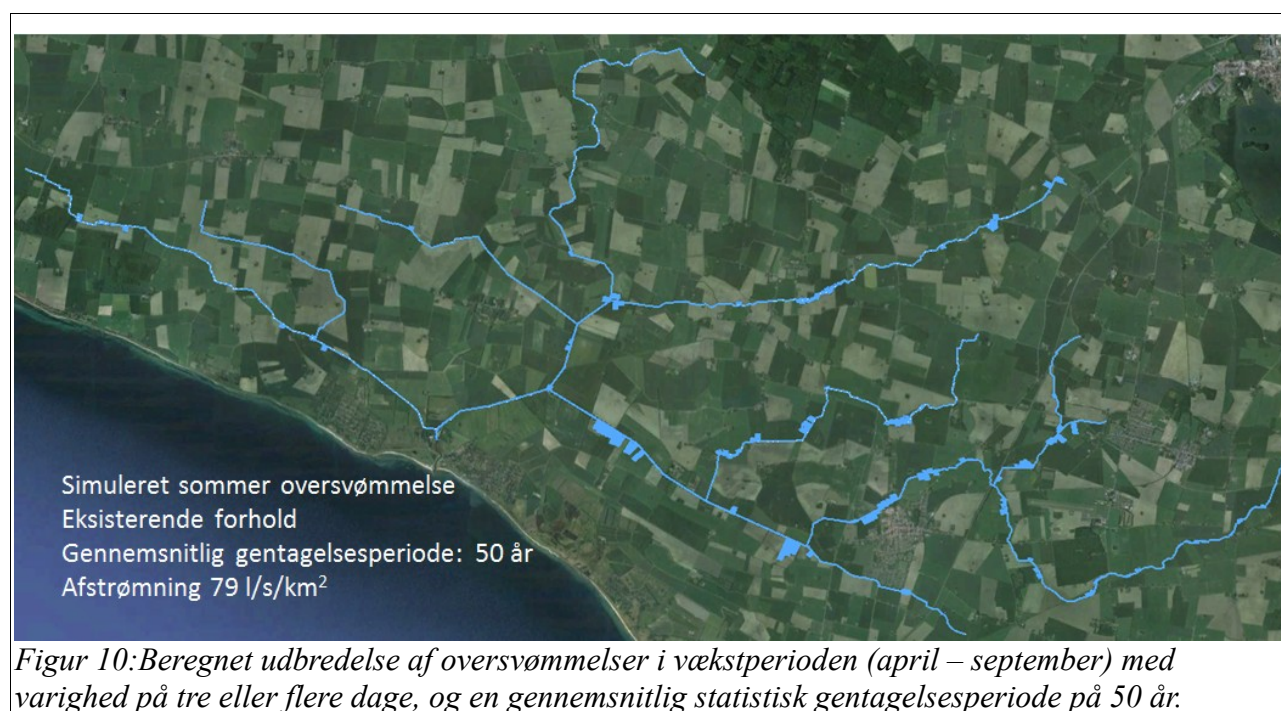 Simuleret sommer oversvømmelse
Eksisterende forhold
Gennemsnitlig gentagelsesperiode: 50 år
Afstrømning 79 l/s/km²
Figur 10:Beregnet udbredelse af oversvømmelser i vækstperioden (april – september) med
varighed på tre eller flere dage, og en gennemsnitlig statistisk gentagelsesperiode på 50 år.